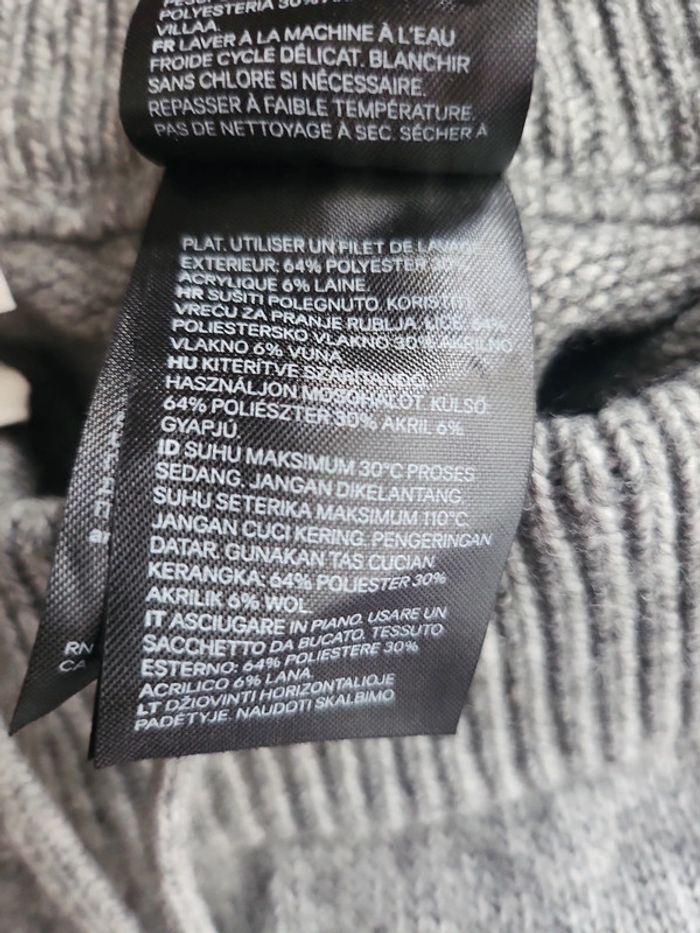 POLYESTERIA 30%
VILLAA.
FR LAVER À LA MACHINE À L'EAU
FROIDE CYCLE DÉLICAT. BLANCHIR
SANS CHLORE SI NÉCESSAIRE.
REPASSER À FAIBLE TEMPÉRATURE.
PAS DE NETTOYAGE À SEC. SÉCHER À
PLAT. UTILISER UN FILET DE LAVAGE.
EXTERIEUR: 64% POLYESTER 30%
ACRYLIQUE 6% LAINE.
HR SUŠITI POLEGNUTO. KORISTITI
VREĆU ZA PRANJE RUBLJA. LICE: 64%
POLIESTERSKO VLAKNO 30% AKRILNO
VLAKNO 6% VUNA.
HU KITERÍTVE SZÁRÍTANDÓ.
HASZNÁLJON MOSÓHÁLÓT. KÜLSŐ:
64% POLIÉSZTER 30% AKRIL 6%
GYAPJÚ.
ID SUHU MAKSIMUM 30°C PROSES
SEDANG. JANGAN DIKELANTANG.
SUHU SETERIKA MAKSIMUM 110°C.
JANGAN CUCI KERING. PENGERINGAN
DATAR. GUNAKAN TAS CUCIAN
KERANGKA: 64% POLIESTER 30%
AKRILIK 6% WOL.
IT ASCIUGARE IN PIANO. USARE UN
SACCHETTO DA BUCATO. TESSUTO
ESTERNO: 64% POLIESTERE 30%
ACRILICO 6% LANA.
LT DŽIOVINTI HORIZONTALIOJE
PADĖTYJE. NAUDOTI SKALBIMO
RN
CA